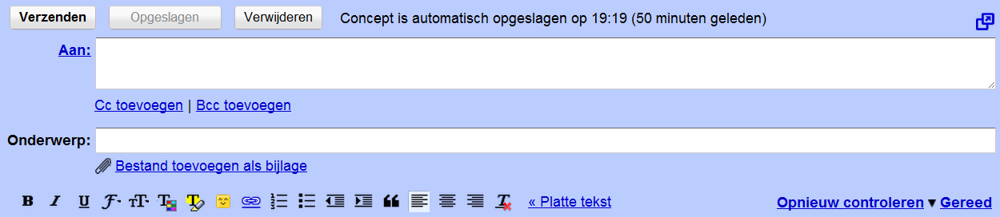 Verzenden Opgeslagen Verwijderen Concept is automatisch opgeslagen op 19:19 (50 minuten geleden)
Aan:
Cc toevoegen | Bcc toevoegen
Onderwerp:
Bestand toevoegen als bijlage
B I U F T T T T « Platte tekst Opnieuw controleren ▾ Gereed